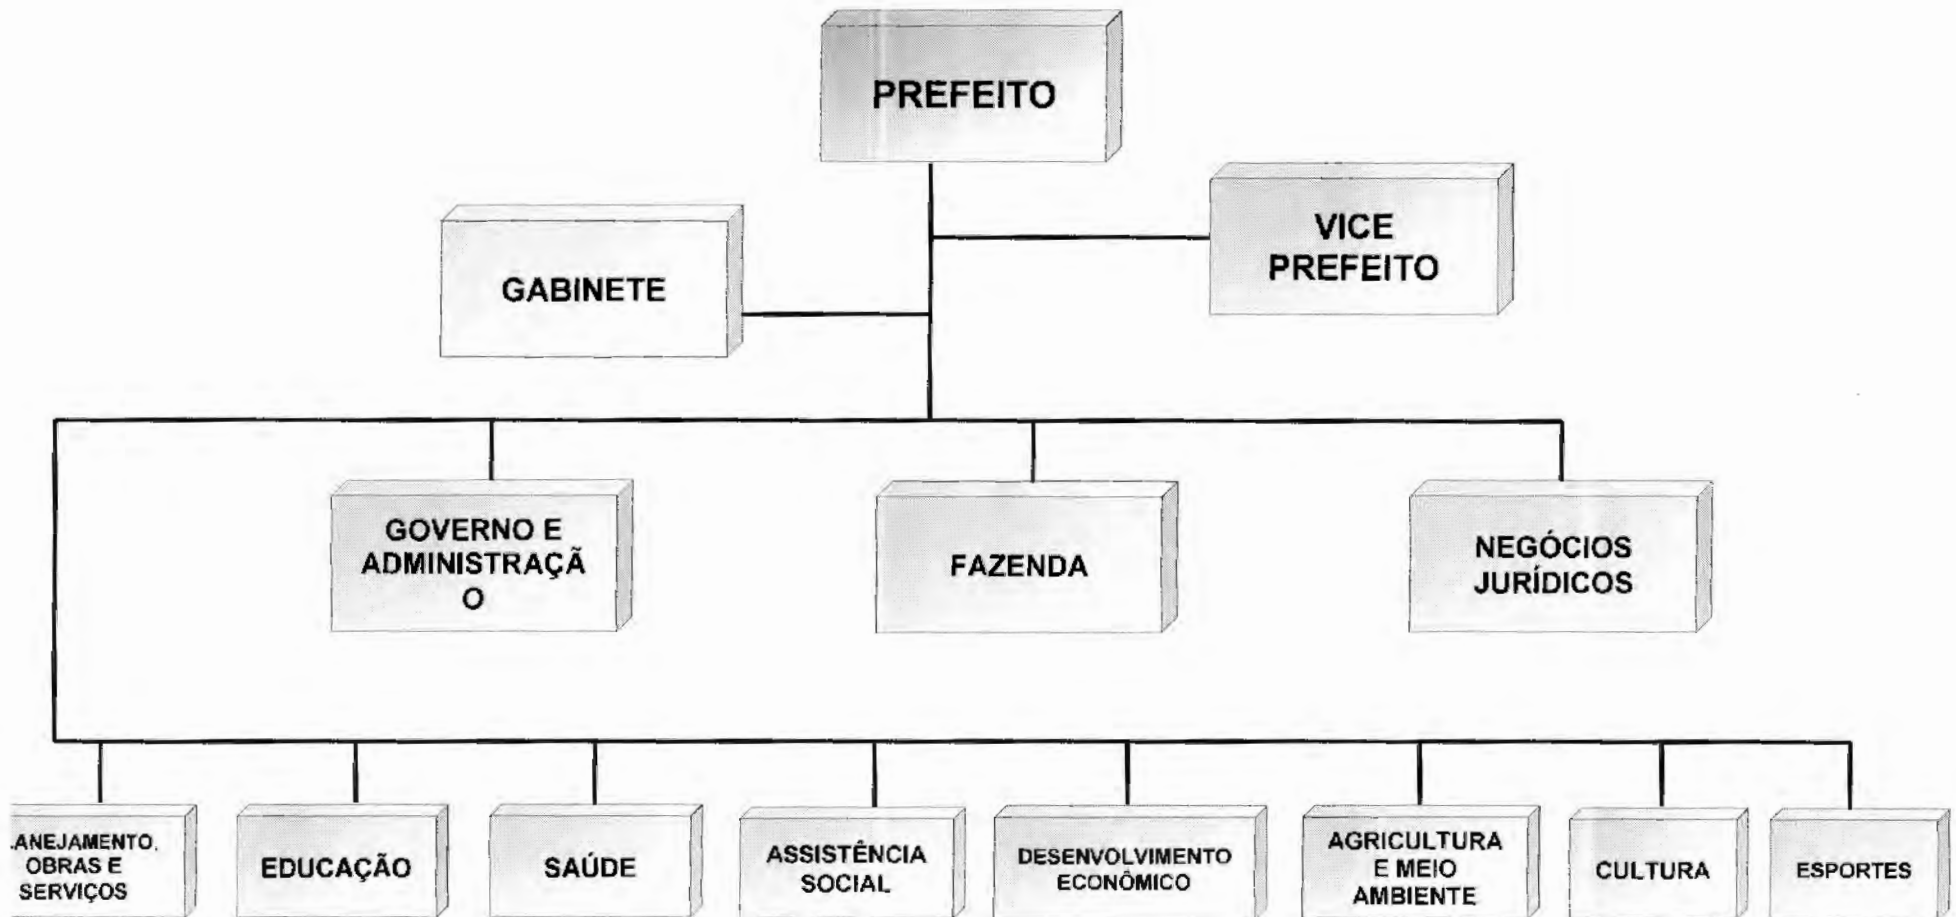 PREFEITO
VICE
PREFEITO
GABINETE
GOVERNO E
ADMINISTRAÇÃ
O
FAZENDA
NEGÓCIOS
JURÍDICOS
LANEJAMENTO,
OBRAS E
SERVIÇOS
EDUCAÇÃO
SAÚDE
ASSISTÊNCIA
SOCIAL
DESENVOLVIMENTO
ECONÔMICO
AGRICULTURA
E MEIO
AMBIENTE
CULTURA
ESPORTES